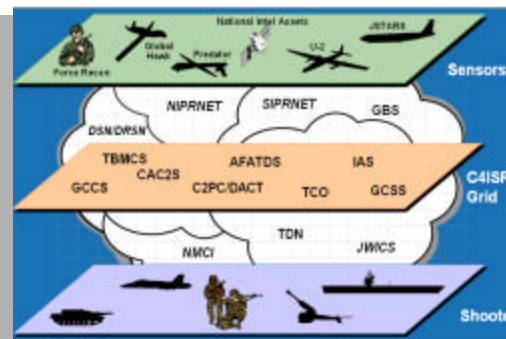 National Intel Assets
JSTARS
Global
Hawk
Predator
U-2
Force Recon
Sensors
NIPRNET
SIPRNET
GBS
DSN/DRSN
TBMCS
AFATDS
IAS
CAC2S
GCCS
C2PC/DACT
TCO
GCSS
C4ISR
Grid
TDN
NMCI
JWICS
Shoote